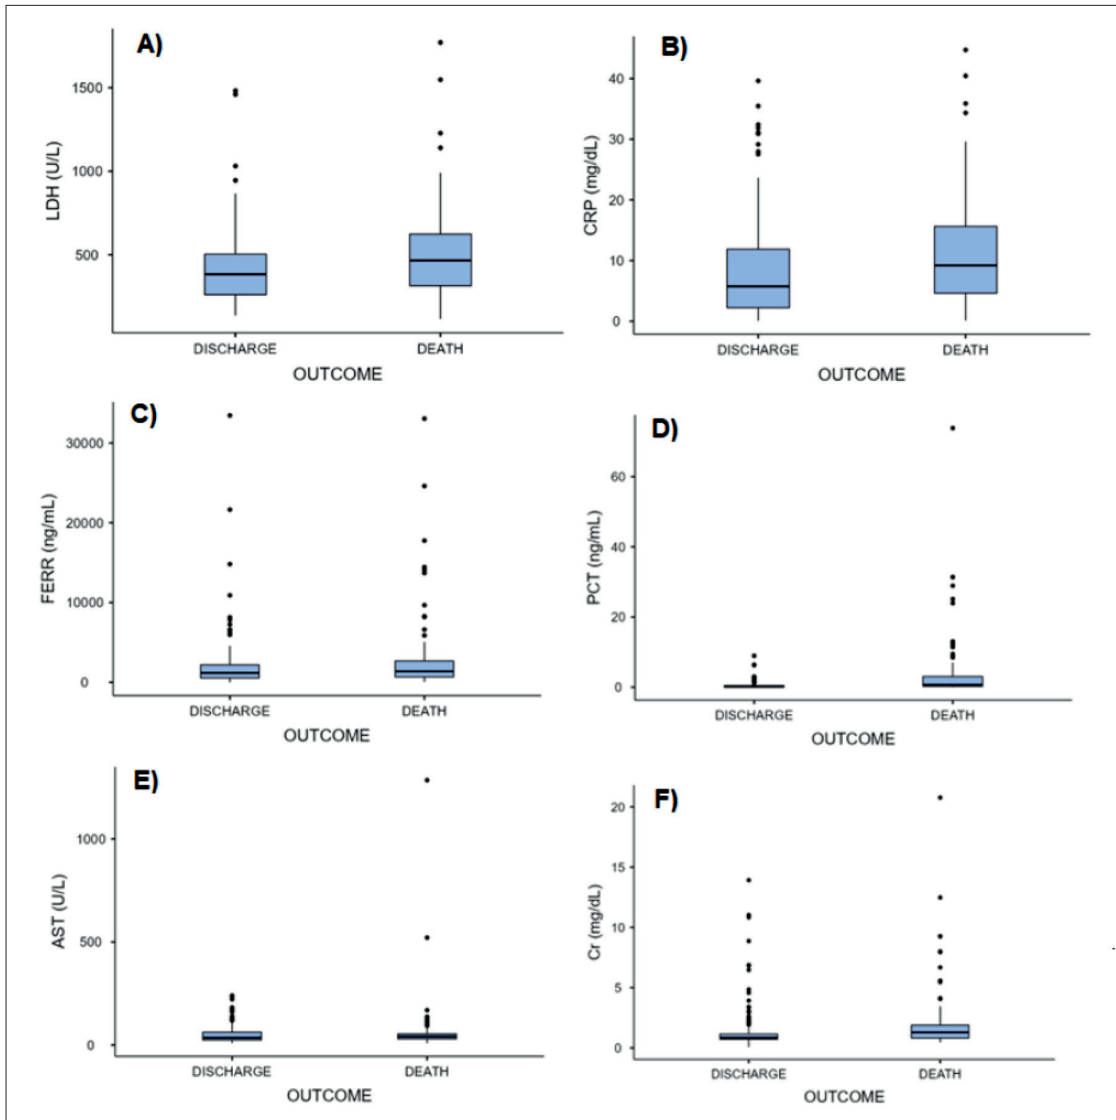 A)
LDH (U/L)
1500
1000
500
DISCHARGE DEATH
OUTCOME
B)
CRP (mg/dL)
40
30
20
10
0
DISCHARGE DEATH
OUTCOME
C)
FERR (ng/mL)
30000
20000
10000
0
DISCHARGE DEATH
OUTCOME
D)
PCT (ng/mL)
60
40
20
0
DISCHARGE DEATH
OUTCOME
E)
AST (U/L)
1000
500
0
DISCHARGE DEATH
OUTCOME
F)
Cr (mg/dL)
20
15
10
5
0
DISCHARGE DEATH
OUTCOME